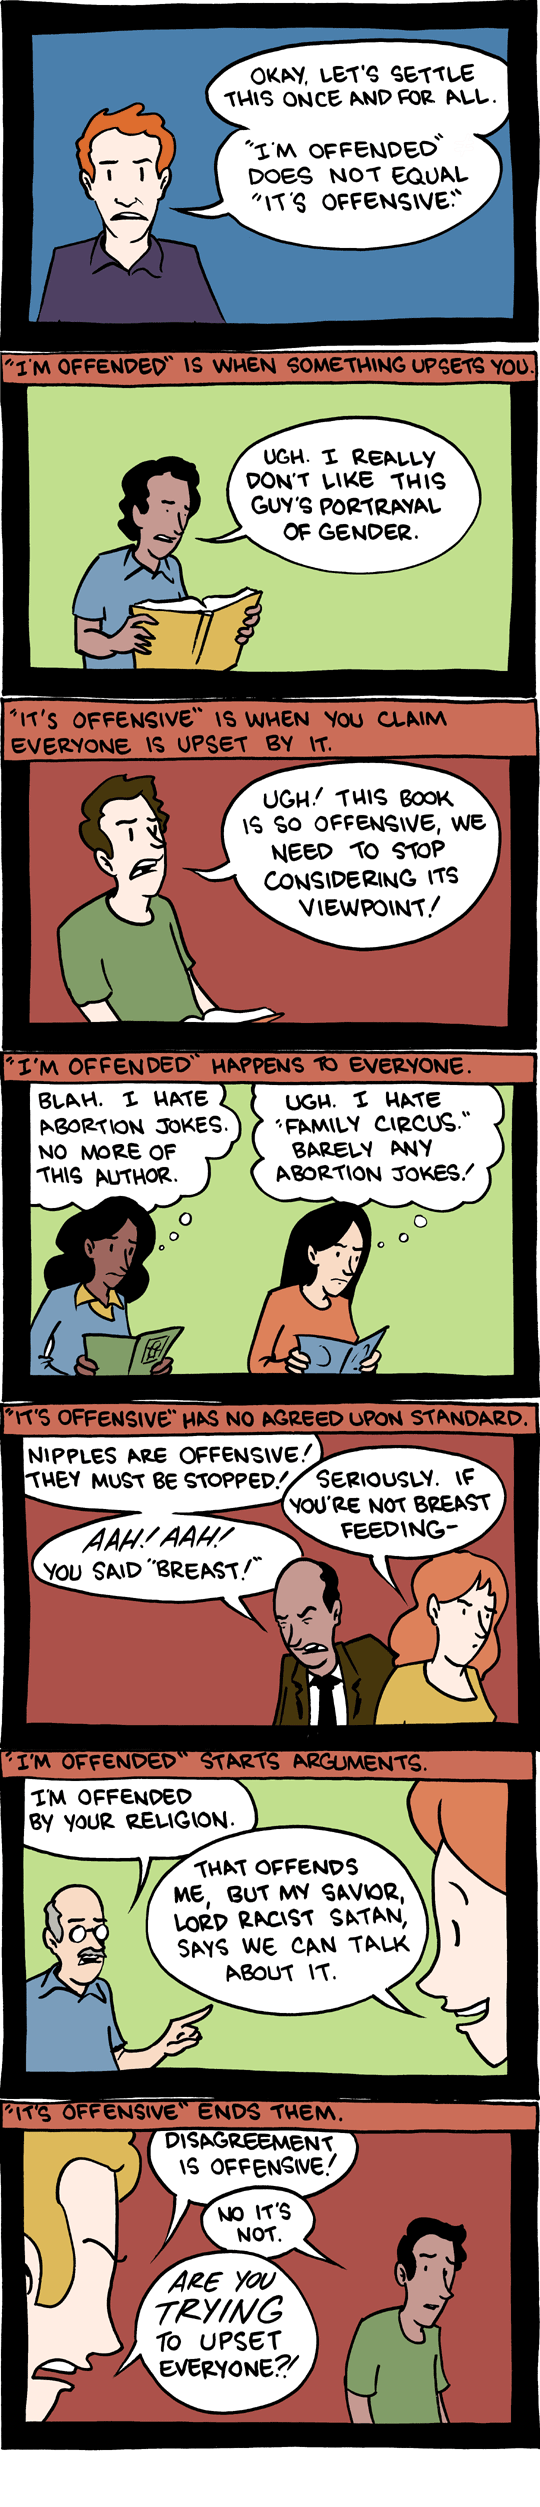 OKAY, LET'S SETTLE
THIS ONCE AND FOR ALL.
"I'M OFFENDED"
DOES NOT EQUAL
"IT'S OFFENSIVE."
"I'M OFFENDED" IS WHEN SOMETHING UPSETS YOU.
UGH. I REALLY
DON'T LIKE THIS
GUY'S PORTRAYAL
OF GENDER.
"IT'S OFFENSIVE" IS WHEN YOU CLAIM
EVERYONE IS UPSET BY IT.
UGH! THIS BOOK
IS SO OFFENSIVE, WE
NEED TO STOP
CONSIDERING ITS
VIEWPOINT!
"I'M OFFENDED" HAPPENS TO EVERYONE.
BLAH. I HATE
ABORTION JOKES.
NO MORE OF
THIS AUTHOR.
UGH. I HATE
"FAMILY CIRCUS."
BARELY ANY
ABORTION JOKES!
"IT'S OFFENSIVE" HAS NO AGREED UPON STANDARD.
NIPPLES ARE OFFENSIVE!
THEY MUST BE STOPPED!
SERIOUSLY. IF
YOU'RE NOT BREAST
FEEDING-
AAH! AAH!
YOU SAID "BREAST!"
"I'M OFFENDED" STARTS ARGUMENTS.
I'M OFFENDED
BY YOUR RELIGION.
THAT OFFENDS
ME, BUT MY SAVIOR,
LORD RACIST SATAN,
SAYS WE CAN TALK
ABOUT IT.
"IT'S OFFENSIVE" ENDS THEM.
DISAGREEMENT
IS OFFENSIVE!
NO IT'S
NOT.
ARE YOU
TRYING
TO UPSET
EVERYONE?!